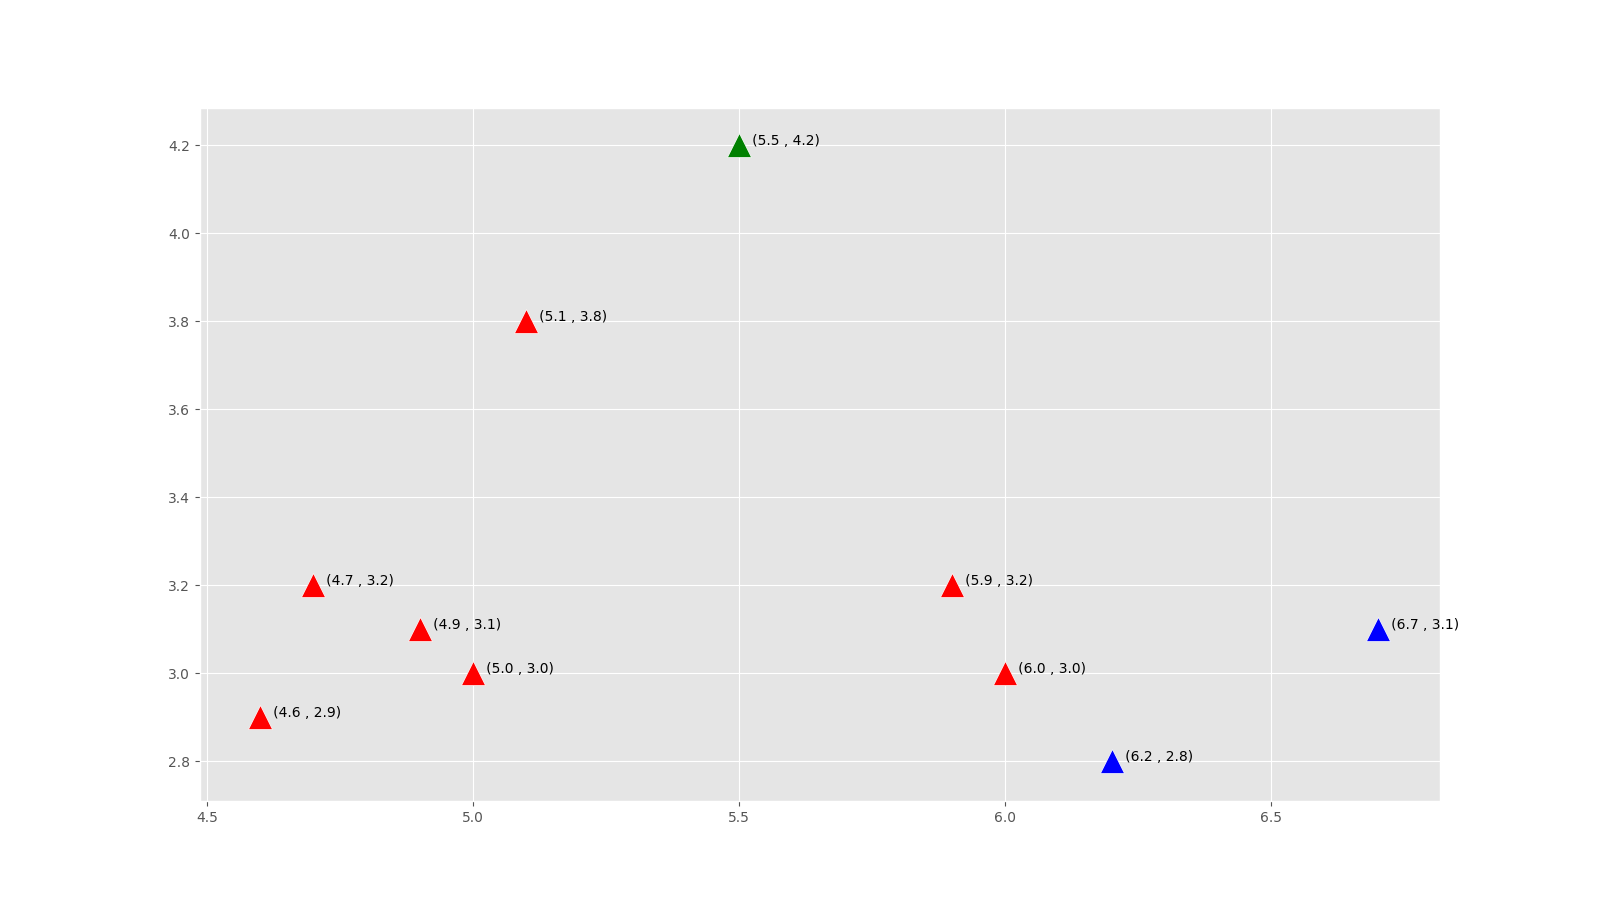 4.2
(5.5 , 4.2)
4.0
3.8
(5.1 , 3.8)
3.6
3.4
3.2
(4.7 , 3.2)
(5.9 , 3.2)
(4.9 , 3.1)
(6.7 , 3.1)
3.0
(5.0 , 3.0)
(6.0 , 3.0)
(4.6 , 2.9)
2.8
(6.2 , 2.8)
4.5
5.0
5.5
6.0
6.5